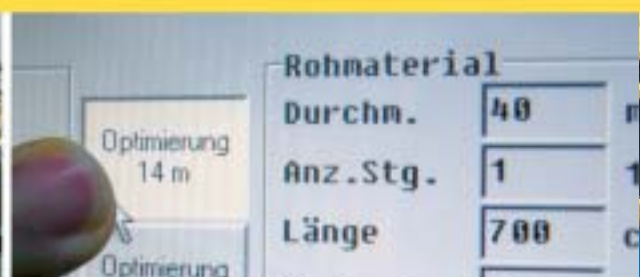 Rohmaterial
Durchm. 40
Anz.Stg. 1
Länge 700
Optimierung
14 m
Optimierung